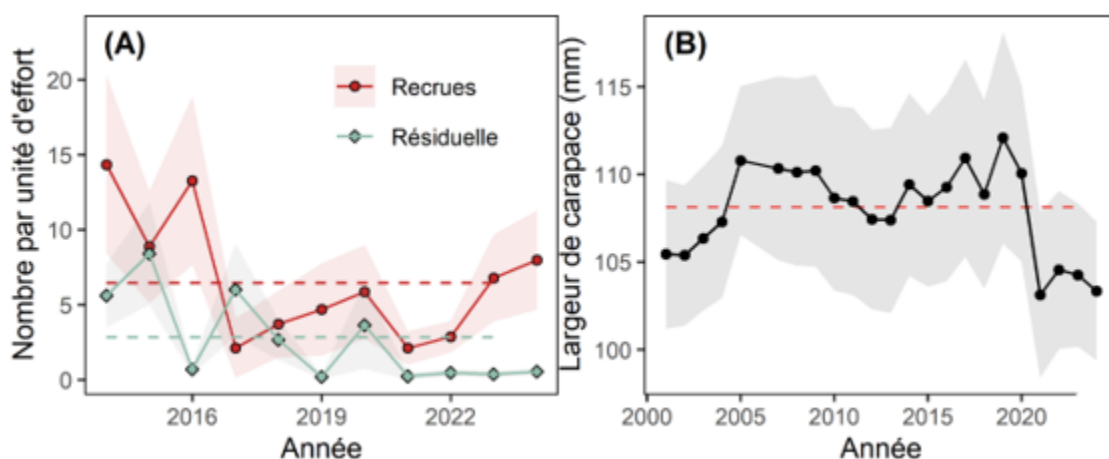 (A)
Recrues
Résiduelle
Nombre par unité d'effort
20
15
10
5
0
2016
2019
2022
Année
(B)
Largeur de carapace (mm)
115
110
105
100
2000
2005
2010
2015
2020
Année